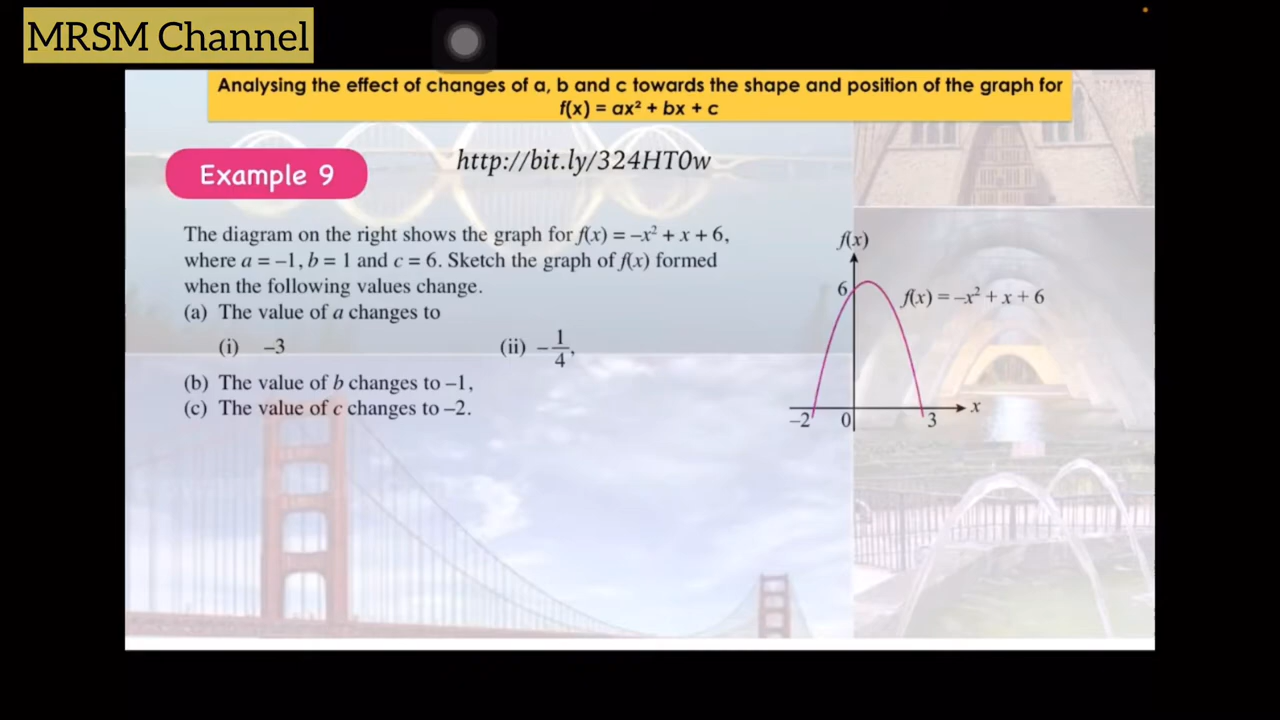 MRSM Channel
Analysing the effect of changes of a, b and c towards the shape and position of the graph for
f(x) = ax² + bx + c
Example 9
http://bit.ly/324HT0w
The diagram on the right shows the graph for f(x) = –x² + x + 6,
where a = –1, b = 1 and c = 6. Sketch the graph of f(x) formed
when the following values change.
(a) The value of a changes to
(i) –3 (ii) –1/4,
(b) The value of b changes to –1,
(c) The value of c changes to –2.
f(x)
6
f(x) = –x² + x + 6
–2 0 3 x